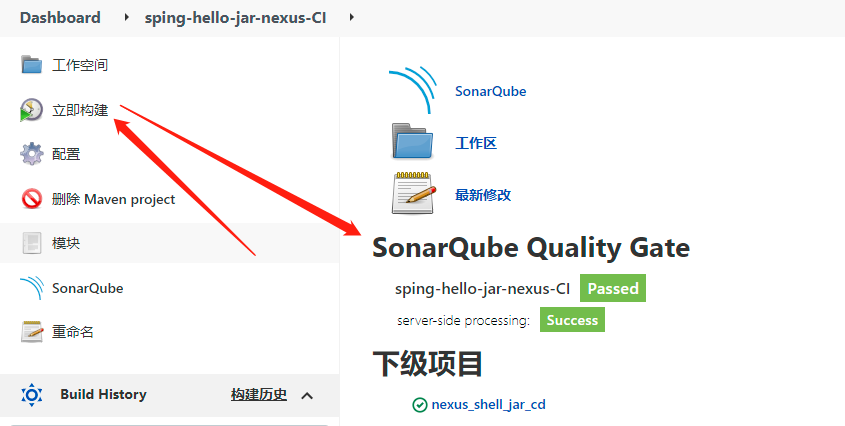 Dashboard
sping-hello-jar-nexus-CI
工作空间
立即构建
配置
删除 Maven project
模块
SonarQube
重命名
Build History
构建历史
SonarQube
工作区
最新修改
SonarQube Quality Gate
sping-hello-jar-nexus-CI Passed
server-side processing: Success
下级项目
nexus_shell_jar_cd